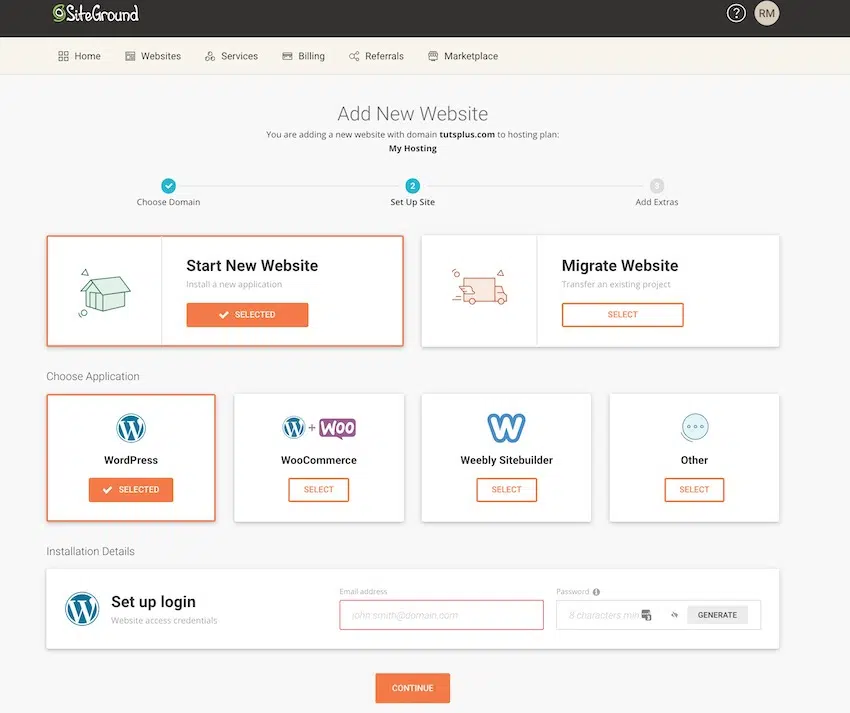 SiteGround
?
RM
Home Websites Services Billing Referrals Marketplace
Add New Website
You are adding a new website with domain tutsplus.com to hosting plan:
My Hosting
2 3
Choose Domain Set Up Site Add Extras
Start New Website
Install a new application
SELECTED
Migrate Website
Transfer an existing project
SELECT
Choose Application
WordPress
SELECTED
+ WOO
WooCommerce
SELECT
Weebly Sitebuilder
SELECT
Other
SELECT
Installation Details
Set up login
Website access credentials
Email address
john.smith@domain.com
Password
8 characters min
GENERATE
CONTINUE